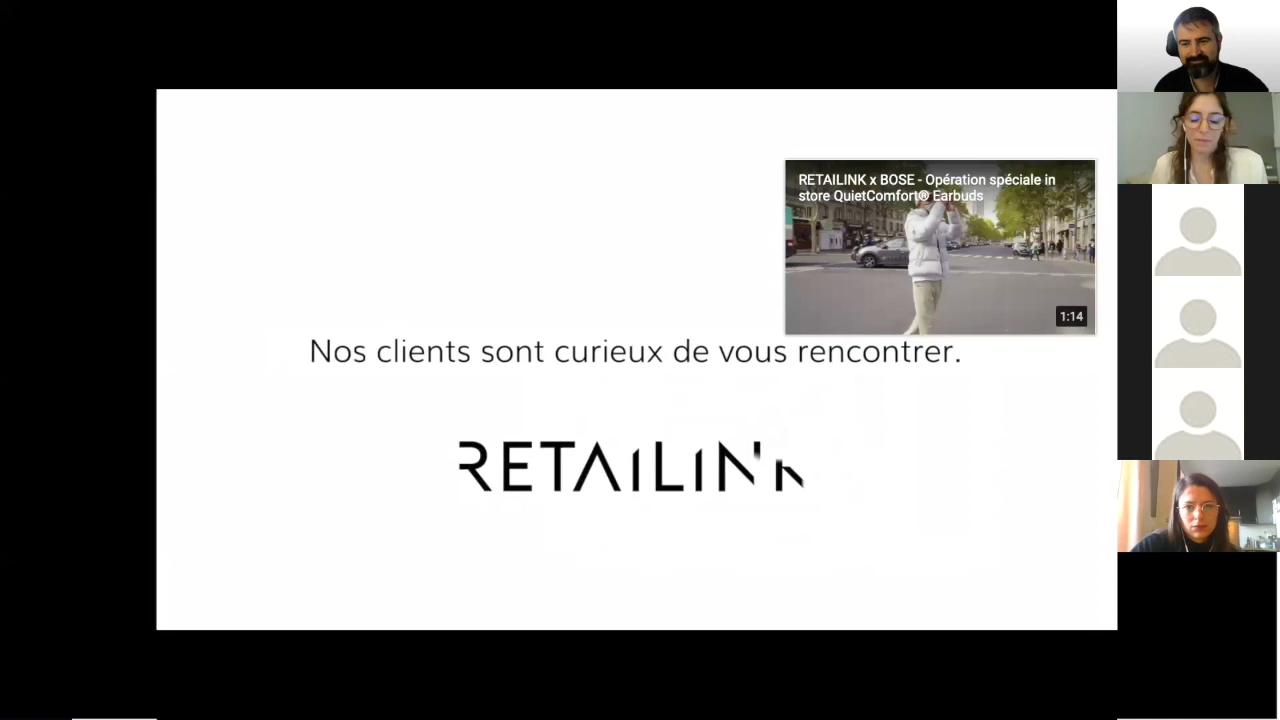 RETAILINK x BOSE - Opération spéciale in
store QuietComfort® Earbuds
1:14
Nos clients sont curieux de vous rencontrer.
RETAILINK